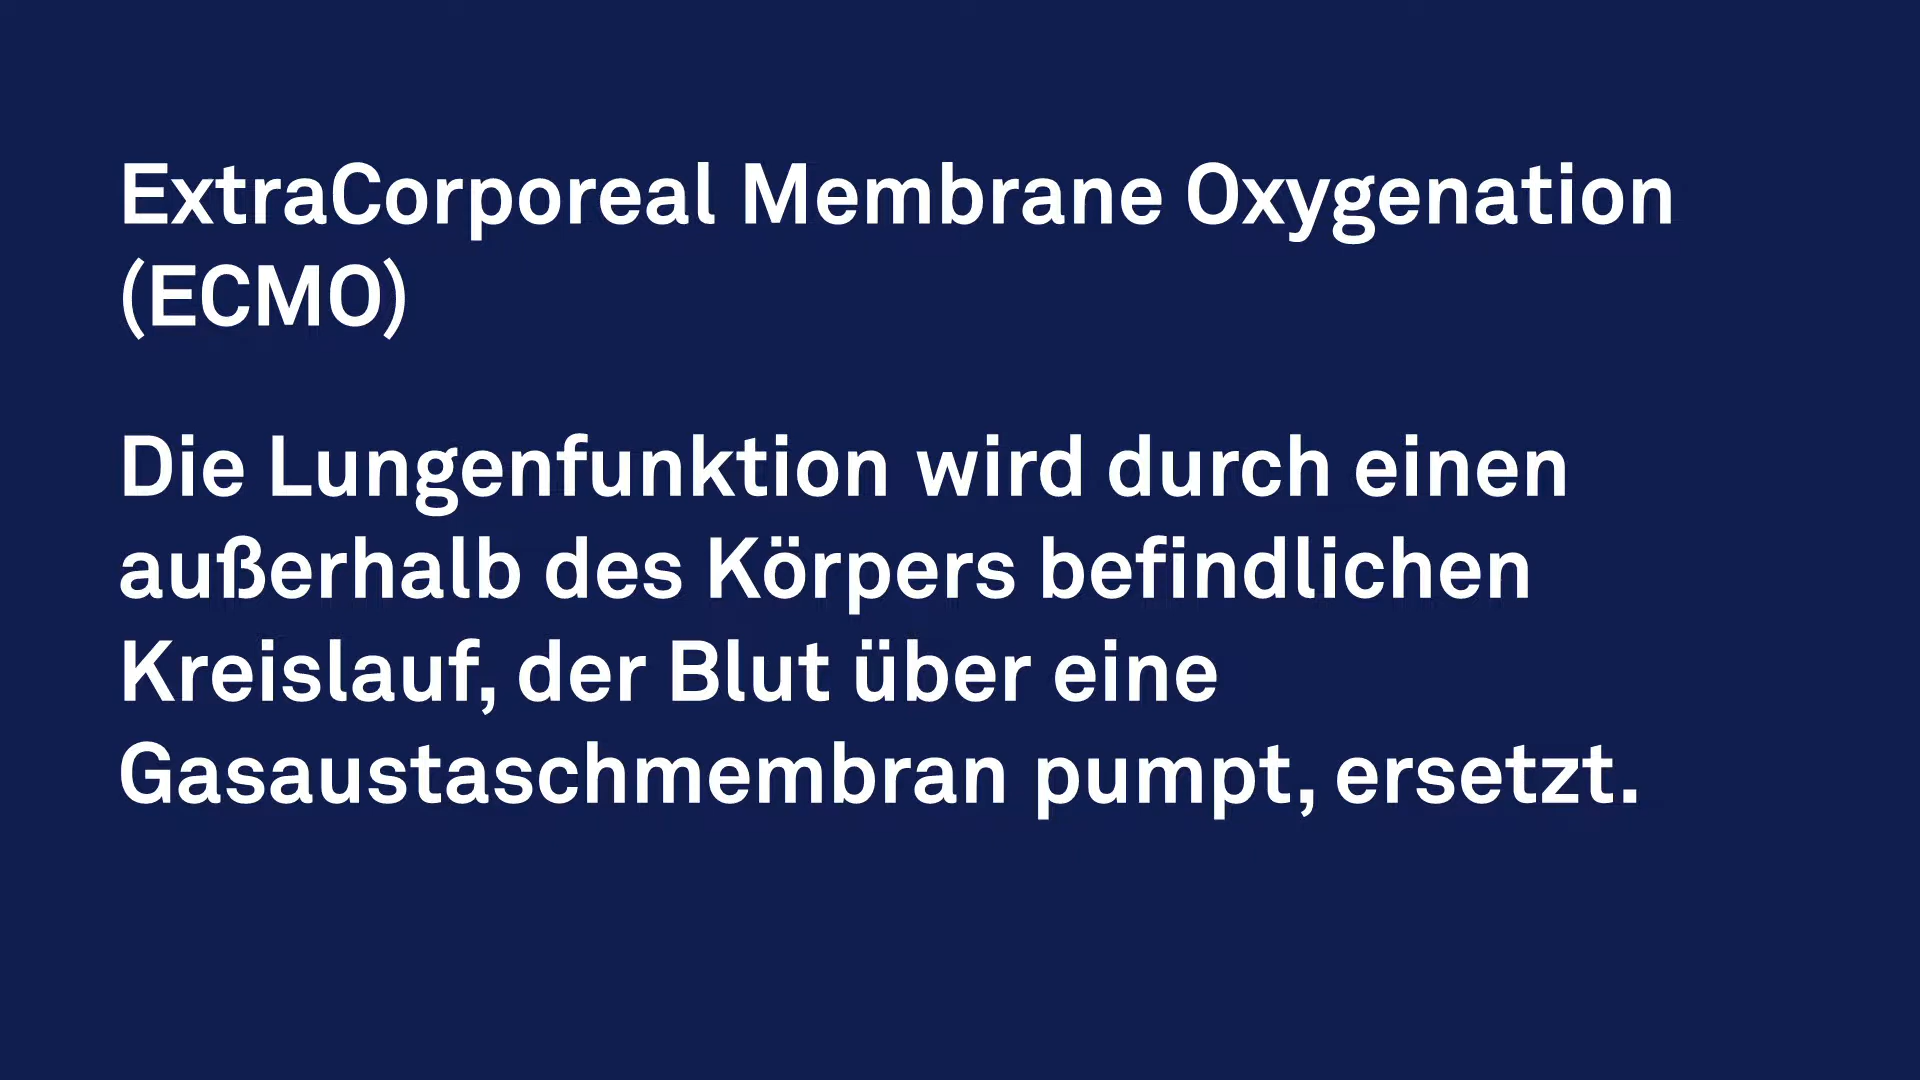 ExtraCorporeal Membrane Oxygenation
(ECMO)
Die Lungenfunktion wird durch einen
außerhalb des Körpers befindlichen
Kreislauf, der Blut über eine
Gasaustaschmembran pumpt, ersetzt.